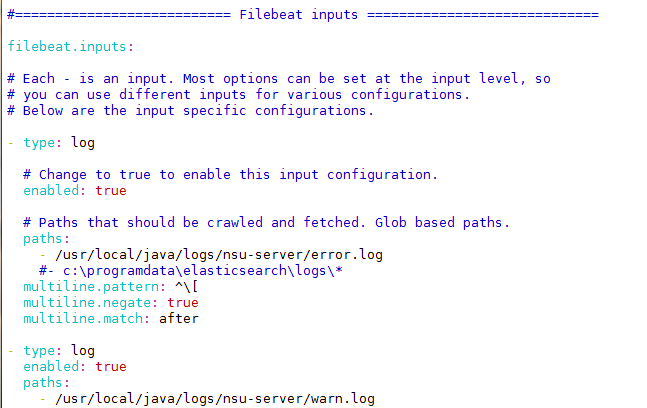 #=========================== Filebeat inputs =============================
filebeat.inputs:
# Each - is an input. Most options can be set at the input level, so
# you can use different inputs for various configurations.
# Below are the input specific configurations.
- type: log
# Change to true to enable this input configuration.
enabled: true
# Paths that should be crawled and fetched. Glob based paths.
paths:
- /usr/local/java/logs/nsu-server/error.log
#- c:\programdata\elasticsearch\logs\*
multiline.pattern: ^\[
multiline.negate: true
multiline.match: after
- type: log
enabled: true
paths:
- /usr/local/java/logs/nsu-server/warn.log